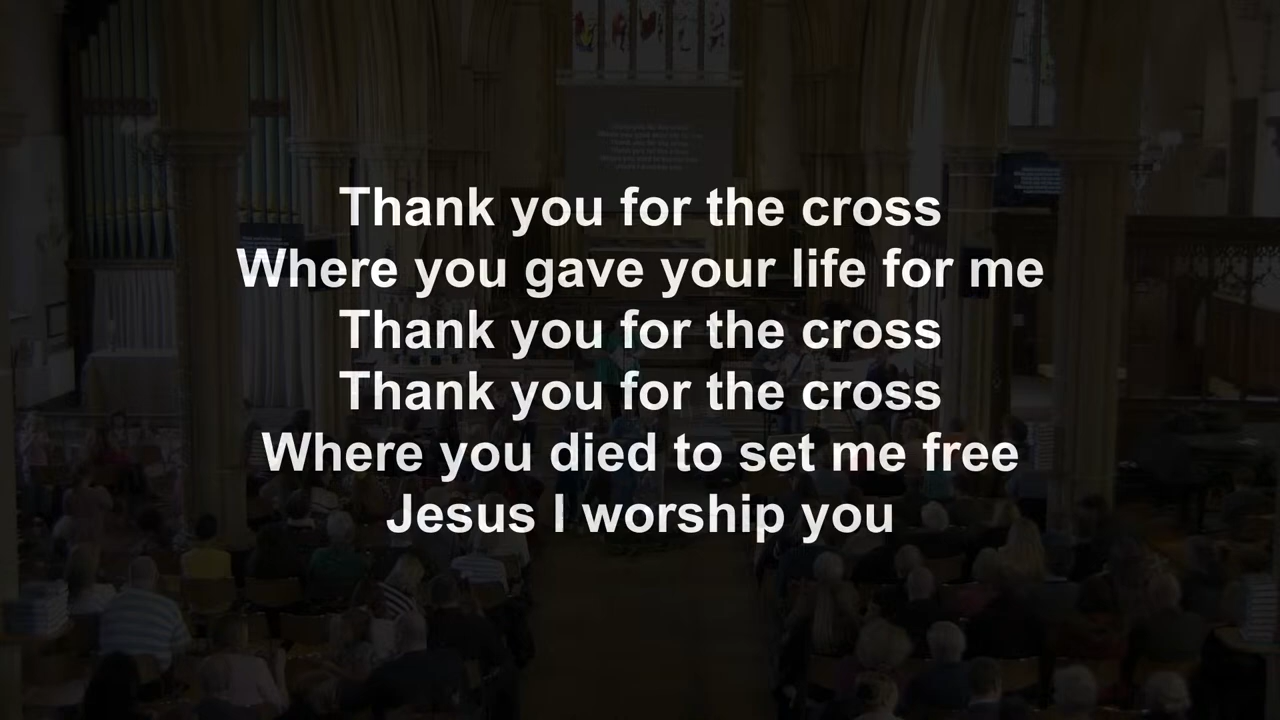 Thank you for the cross
Where you gave your life for me
Thank you for the cross
Thank you for the cross
Where you died to set me free
Jesus I worship you